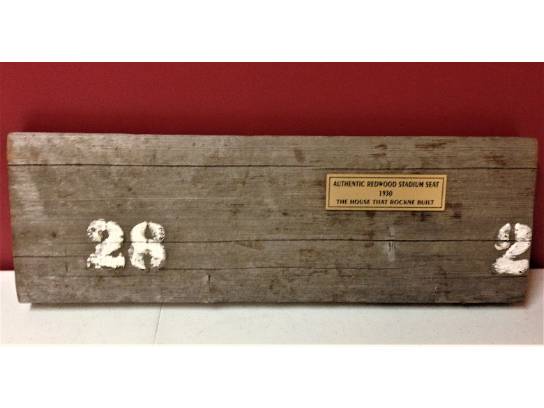 AUTHENTIC REDWOOD STADIUM SEAT
1930
THE HOUSE THAT ROCKNE BUILT
28
2